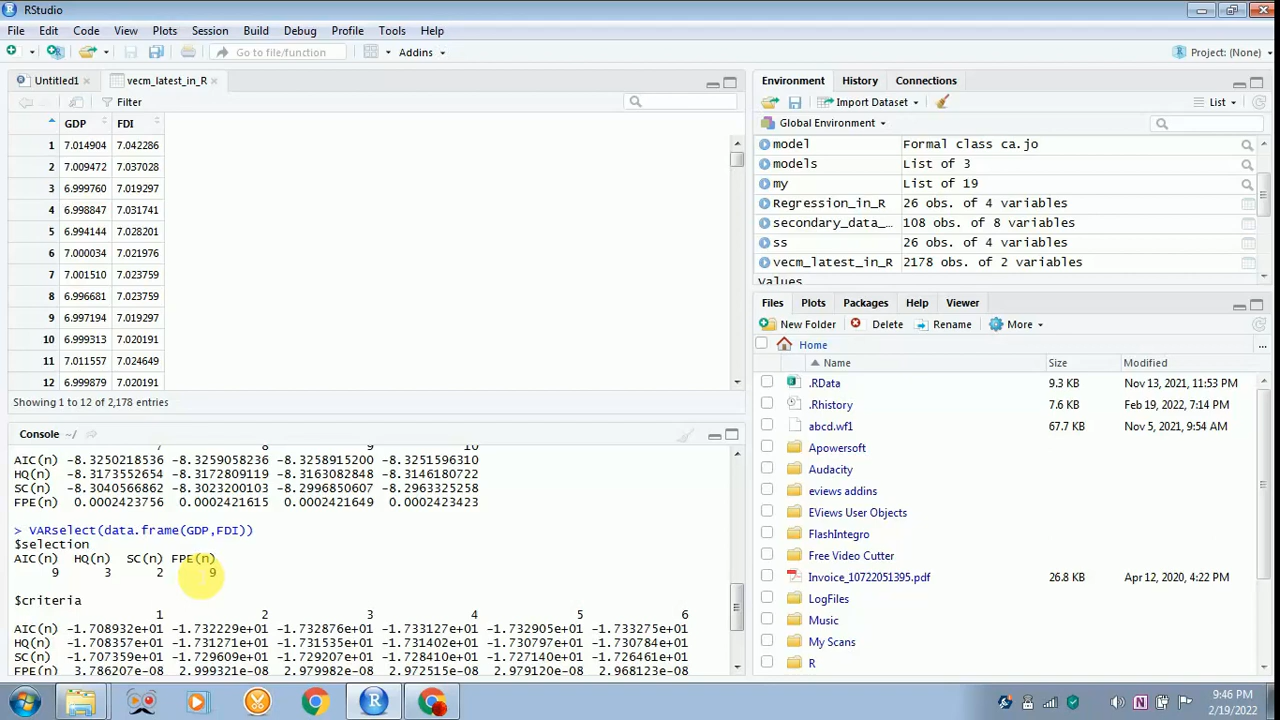 RStudio
File Edit Code View Plots Session Build Debug Profile Tools Help
Go to file/function Addins Project: (None)
Untitled1 vecm_latest_in_R
Filter
GDP FDI
1 7.014904 7.042286
2 7.009472 7.037028
3 6.999760 7.019297
4 6.998847 7.031741
5 6.994144 7.028201
6 7.000034 7.021976
7 7.001510 7.023759
8 6.996681 7.023759
9 6.997194 7.019297
10 6.999313 7.020191
11 7.011557 7.024649
12 6.999879 7.020191
Showing 1 to 12 of 2,178 entries
Console ~/
7 8 9 10
AIC(n) -8.3250218536 -8.3259058236 -8.3258915200 -8.3251596310
HQ(n) -8.3173552654 -8.3172809119 -8.3163082848 -8.3146180722
SC(n) -8.3040566862 -8.3023200103 -8.2996850607 -8.2963325258
FPE(n) 0.0002423756 0.0002421615 0.0002421649 0.0002423423
> VARselect(data.frame(GDP,FDI))
$selection
AIC(n) HQ(n) SC(n) FPE(n)
9 3 2 9
$criteria
1 2 3 4 5 6
AIC(n) -1.708932e+01 -1.732229e+01 -1.732876e+01 -1.733127e+01 -1.732905e+01 -1.733275e+01
HQ(n) -1.708357e+01 -1.731271e+01 -1.731535e+01 -1.731402e+01 -1.730797e+01 -1.730784e+01
SC(n) -1.707359e+01 -1.729609e+01 -1.729207e+01 -1.728410e+01 -1.727140e+01 -1.726461e+01
FPE(n) 3.786207e-08 2.999321e-08 2.979982e-08 2.972515e-08 2.979120e-08 2.968123e-08
Environment History Connections
Import Dataset List
Global Environment
model Formal class ca.jo
models List of 3
my List of 19
Regression_in_R 26 obs. of 4 variables
secondary_data_… 108 obs. of 8 variables
ss 26 obs. of 4 variables
vecm_latest_in_R 2178 obs. of 2 variables
Values
Files Plots Packages Help Viewer
New Folder Delete Rename More
Home ...
Name Size Modified
.RData 9.3 KB Nov 13, 2021, 11:53 PM
.Rhistory 7.6 KB Feb 19, 2022, 7:14 PM
abcd.wf1 67.7 KB Nov 5, 2021, 9:54 AM
Apowersoft
Audacity
eviews addins
EViews User Objects
FlashIntegro
Free Video Cutter
Invoice_10722051395.pdf 26.8 KB Apr 12, 2020, 4:22 PM
LogFiles
Music
My Scans
R
9:46 PM
2/19/2022